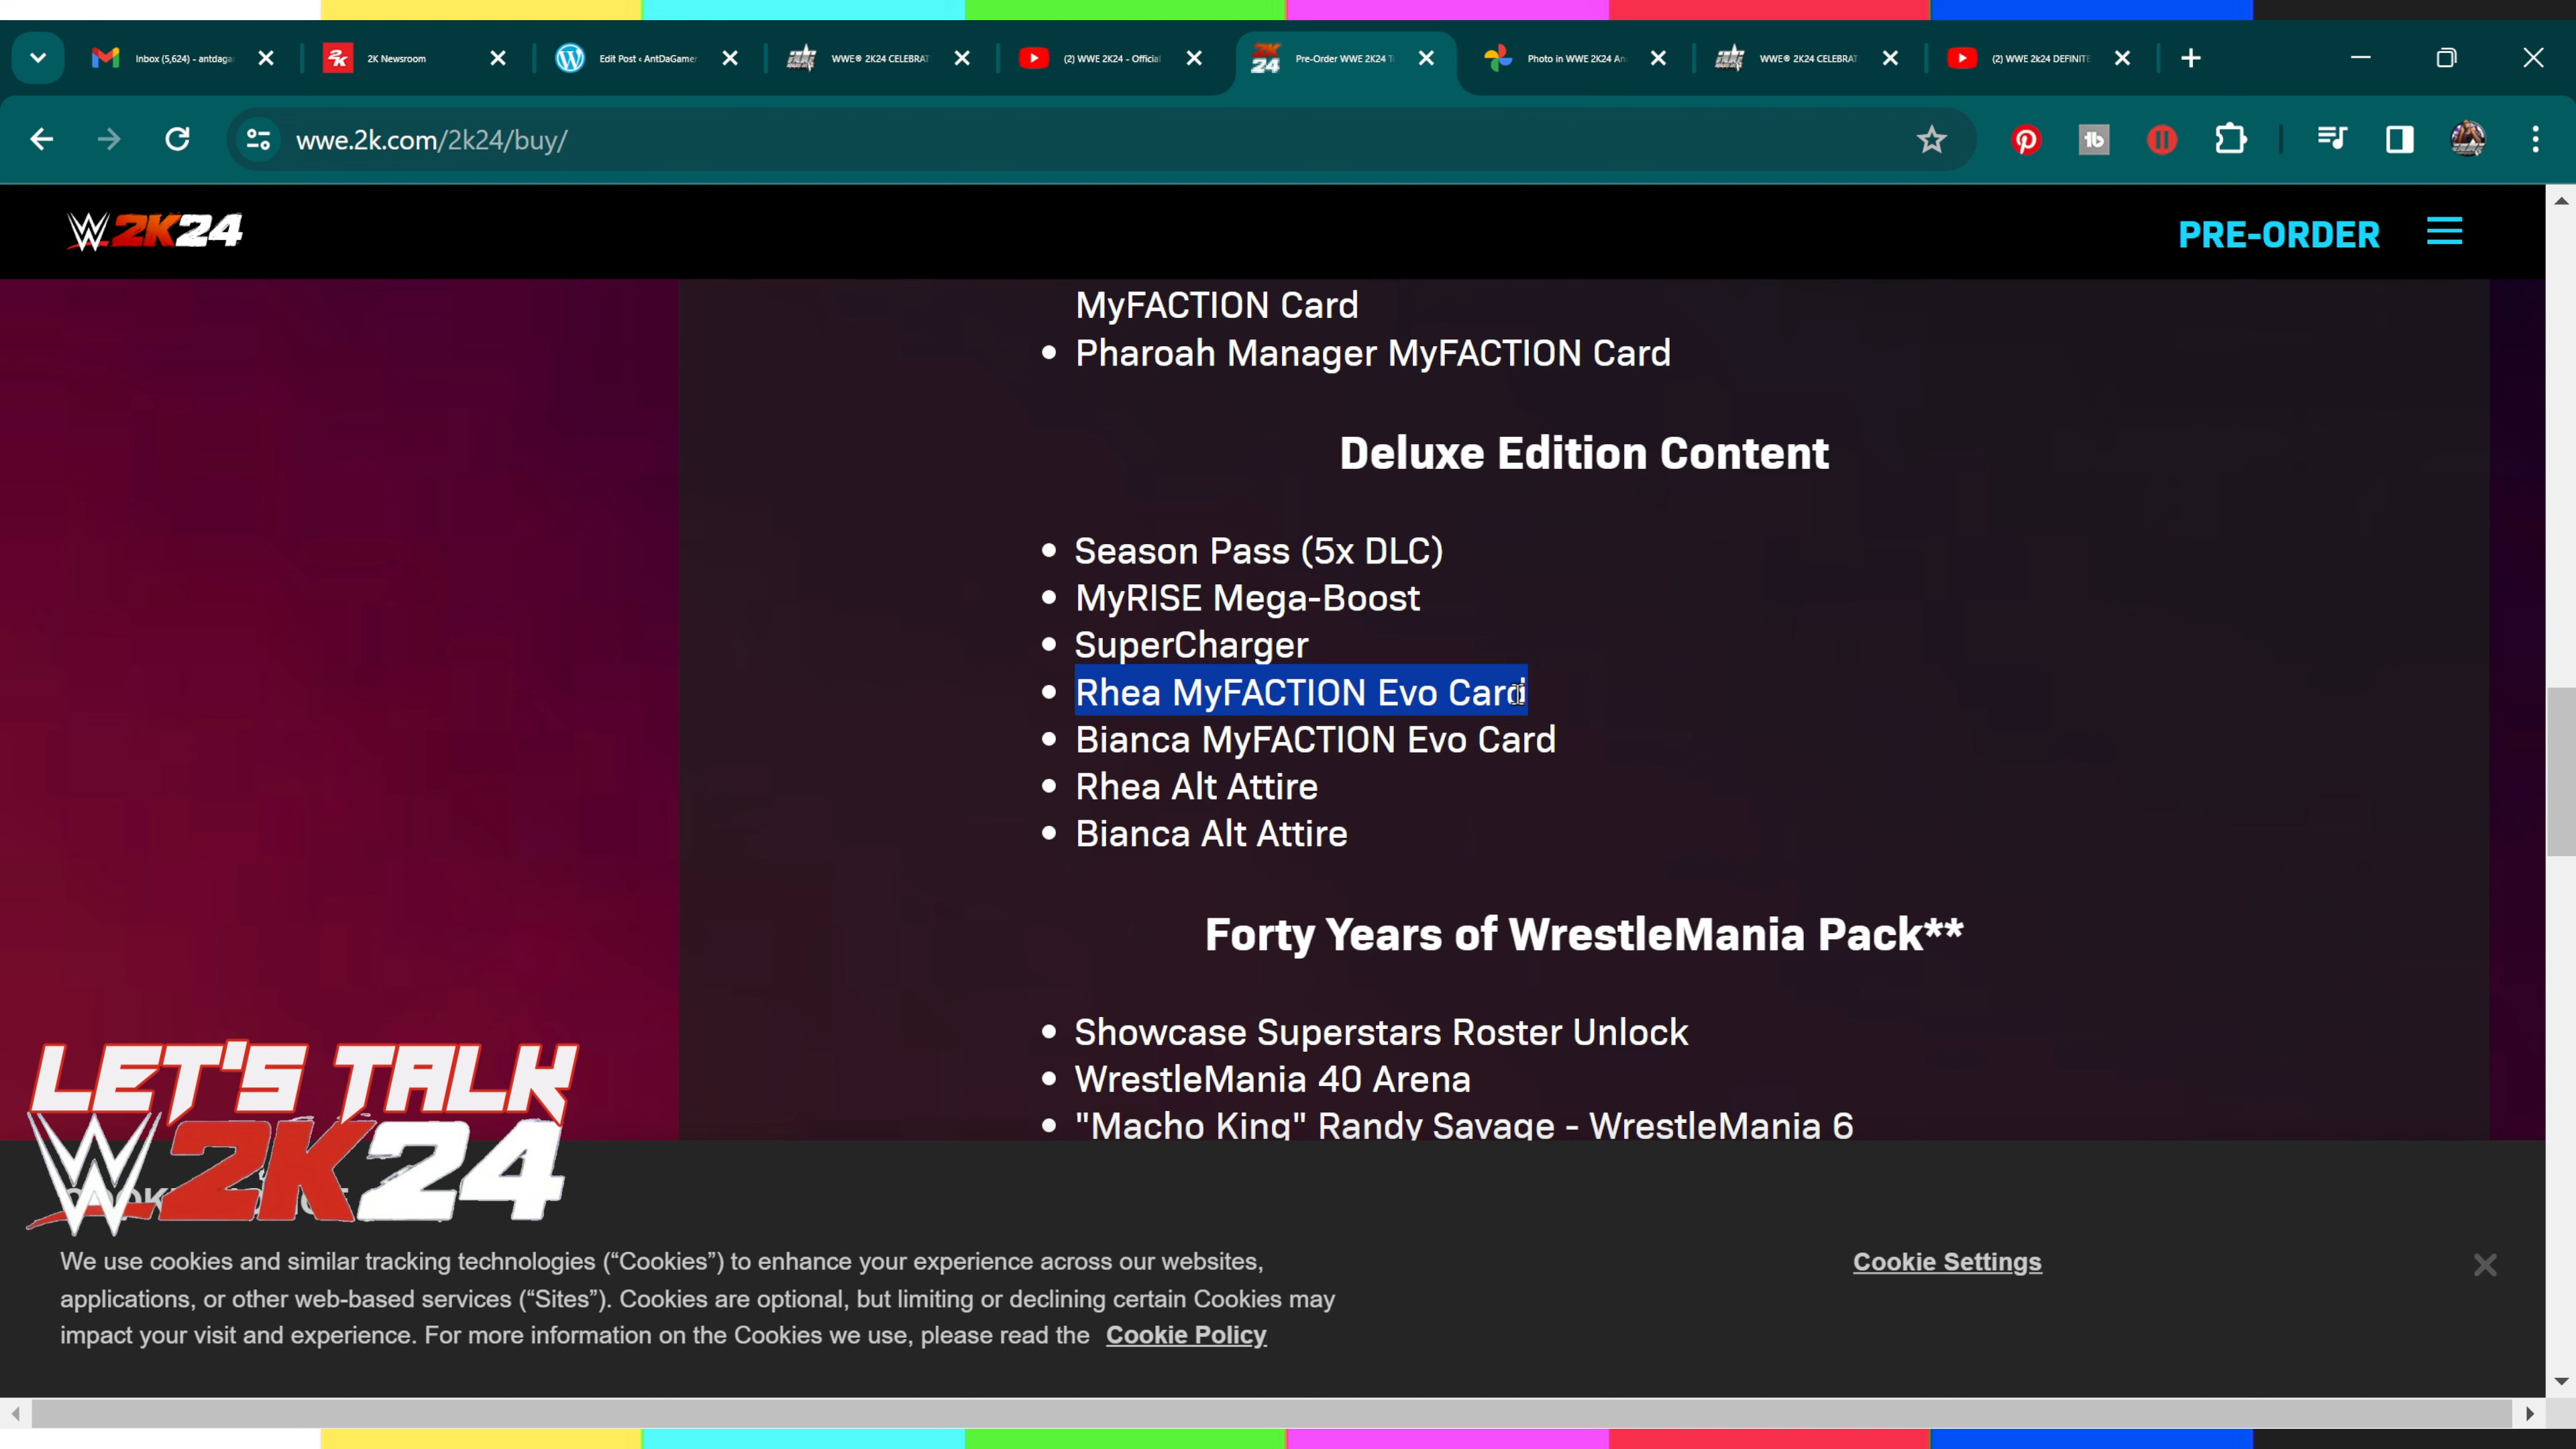 Inbox (5,624) - antdaga
2K Newsroom
Edit Post ‹ AntDaGamer
WWE® 2K24 CELEBRAT
(2) WWE 2K24 - Official
Pre-Order WWE 2K24 T
Photo in WWE 2K24 An
WWE® 2K24 CELEBRAT
(2) WWE 2k24 DEFINITE
wwe.2k.com/2k24/buy/
W 2K24
PRE-ORDER
MyFACTION Card
• Pharoah Manager MyFACTION Card
Deluxe Edition Content
• Season Pass (5x DLC)
• MyRISE Mega-Boost
• SuperCharger
• Rhea MyFACTION Evo Card
• Bianca MyFACTION Evo Card
• Rhea Alt Attire
• Bianca Alt Attire
Forty Years of WrestleMania Pack**
• Showcase Superstars Roster Unlock
• WrestleMania 40 Arena
• "Macho King" Randy Savage - WrestleMania 6
LET'S TALK
W 2K24
We use cookies and similar tracking technologies (“Cookies”) to enhance your experience across our websites,
applications, or other web-based services (“Sites”). Cookies are optional, but limiting or declining certain Cookies may
impact your visit and experience. For more information on the Cookies we use, please read the Cookie Policy
Cookie Settings